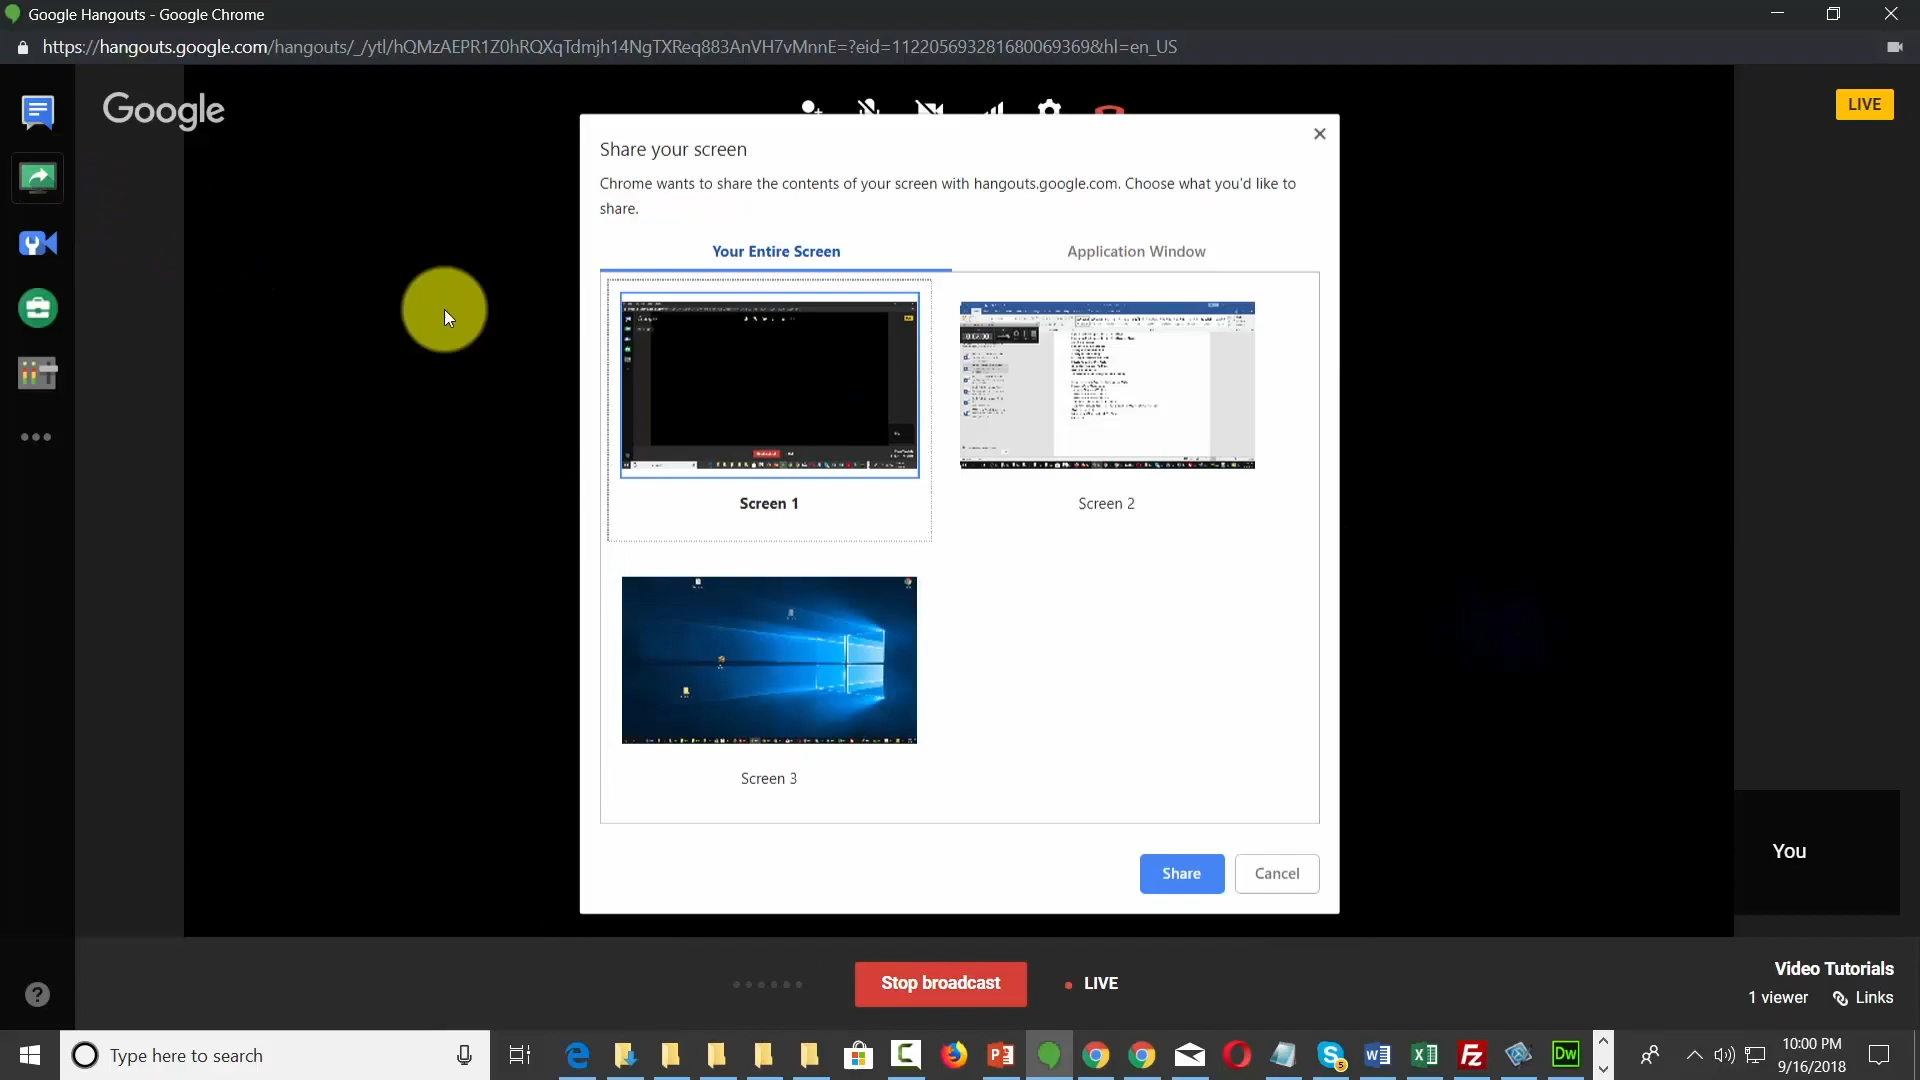 Google Hangouts - Google Chrome
https://hangouts.google.com/hangouts/_/ytl/hQMzAEPR1Z0hRQXqTdmjh14NgTXReq883AnVH7vMnnE=?eid=112205693281680069369&hl=en_US
Google
LIVE
Share your screen
Chrome wants to share the contents of your screen with hangouts.google.com. Choose what you'd like to
share.
Your Entire Screen
Application Window
Screen 1
Screen 2
Screen 3
Share
Cancel
You
Stop broadcast
LIVE
Video Tutorials
1 viewer
Links
Type here to search
5
Dw
10:00 PM
9/16/2018